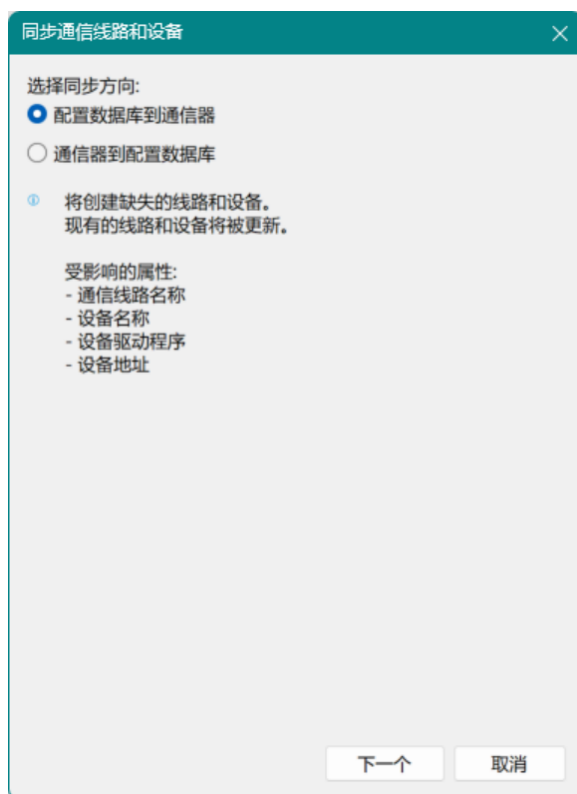 同步通信线路和设备
选择同步方向:
配置数据库到通信器
通信器到配置数据库
将创建缺失的线路和设备。
现有的线路和设备将被更新。
受影响的属性:
- 通信线路名称
- 设备名称
- 设备驱动程序
- 设备地址
下一个
取消